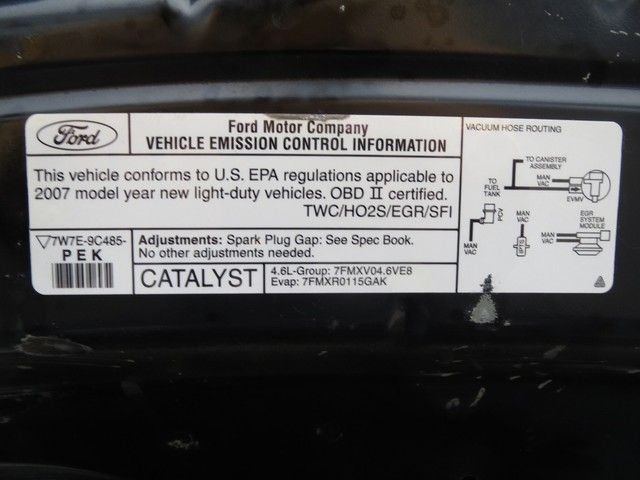 Ford
Ford Motor Company
VEHICLE EMISSION CONTROL INFORMATION
This vehicle conforms to U.S. EPA regulations applicable to
2007 model year new light-duty vehicles. OBD II certified.
TWC/HO2S/EGR/SFI
7W7E-9C485-
PEK
Adjustments: Spark Plug Gap: See Spec Book.
No other adjustments needed.
CATALYST
4.6L-Group: 7FMXV04.6VE8
Evap: 7FMXR0115GAK
VACUUM HOSE ROUTING
TO CANISTER
ASSEMBLY
TO
FUEL
TANK
MAN
VAC
EVMV
PCV
MAN
VAC
MAN
VAC
EGR
SYSTEM
MODULE
MAN
VAC